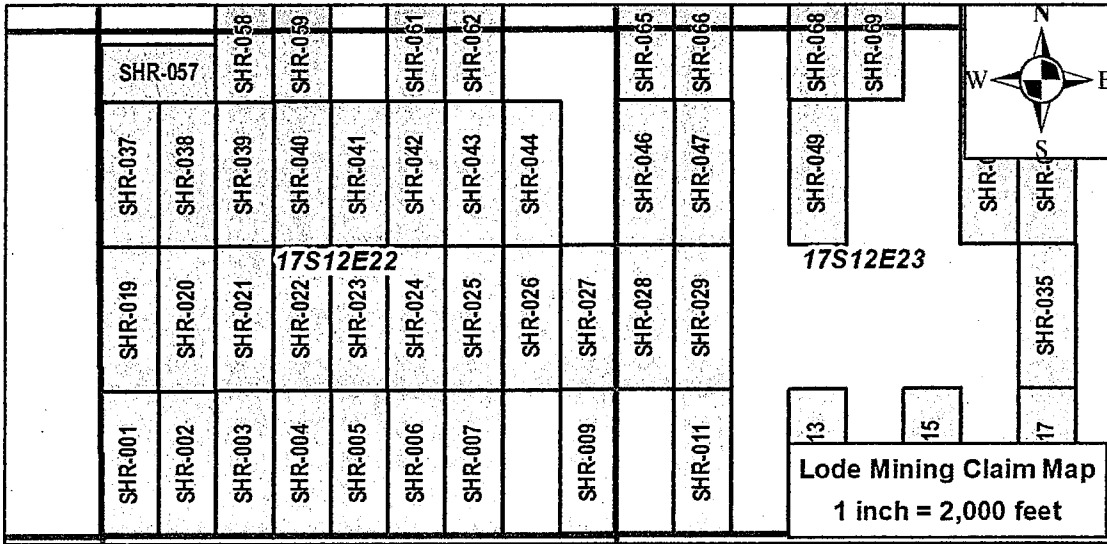 SHR-058
SHR-059
SHR-061
SHR-062
SHR-065
SHR-066
SHR-068
SHR-069
N
W
E
S
SHR-057
SHR-037
SHR-038
SHR-039
SHR-040
SHR-041
SHR-042
SHR-043
SHR-044
SHR-046
SHR-047
SHR-049
17S12E22
17S12E23
SHR-019
SHR-020
SHR-021
SHR-022
SHR-023
SHR-024
SHR-025
SHR-026
SHR-027
SHR-028
SHR-029
SHR-035
SHR-001
SHR-002
SHR-003
SHR-004
SHR-005
SHR-006
SHR-007
SHR-009
SHR-011
13
15
17
Lode Mining Claim Map
1 inch = 2,000 feet